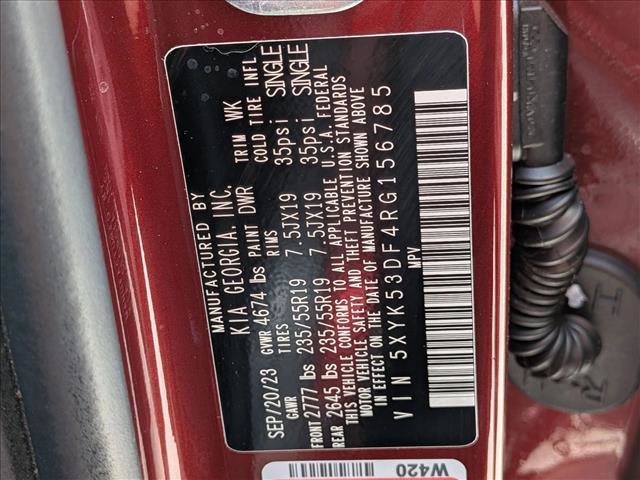 MANUFACTURED BY
KIA GEORGIA, INC.
SEP/20/23 GVWR 4674 lbs PAINT DWR TRIM WK
GAWR TIRES RIMS COLD TIRE INFL
FRONT 2777 lbs 235/55R19 7.5JX19 35psi SINGLE
REAR 2645 lbs 235/55R19 7.5JX19 35psi SINGLE
THIS VEHICLE CONFORMS TO ALL APPLICABLE U.S.A. FEDERAL
MOTOR VEHICLE SAFETY AND THEFT PREVENTION STANDARDS
IN EFFECT ON THE DATE OF MANUFACTURE SHOWN ABOVE
VIN 5XYK53DF4RG156785
MPV
W420